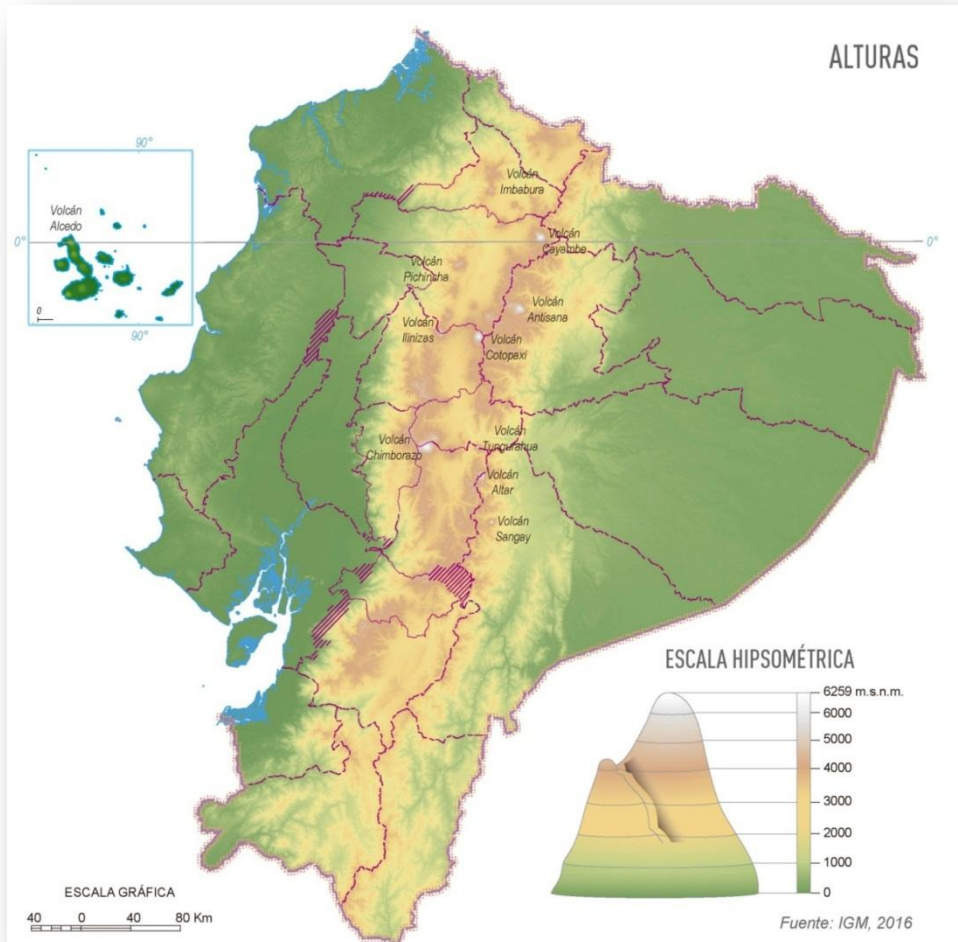 ALTURAS
90°
Volcán
Alcedo
0°
0
90°
0°
Volcán
Imbabura
Volcán
Cayambe
Volcán
Pichincha
Volcán
Antisana
Volcán
Ilinizas
Volcán
Cotopaxi
Volcán
Chimborazo
Volcán
Tungurahua
Volcán
Altar
Volcán
Sangay
ESCALA HIPSOMÉTRICA
6259 m.s.n.m.
6000
5000
4000
3000
2000
1000
0
ESCALA GRÁFICA
40 0 40 80 Km
Fuente: IGM, 2016